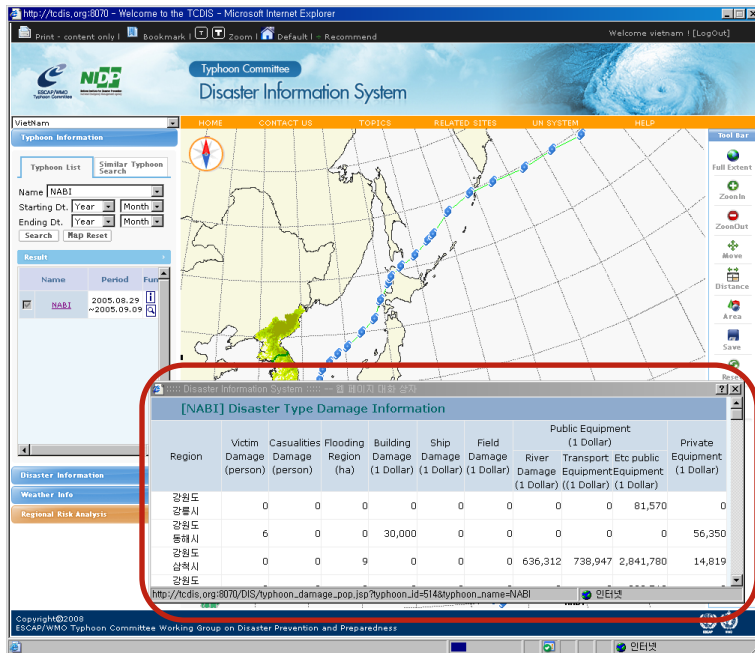 http://tcdis.org:8070 - Welcome to the TCDIS - Microsoft Internet Explorer
Print - content only | Bookmark | T T Zoom | Default | - Recommend
Welcome vietnam ! [LogOut]
ESCAP/WMO
Typhoon Committee
NIDP
Typhoon Committee
Disaster Information System
VietNam
HOME CONTACT US TOPICS RELATED SITES UN SYSTEM HELP
Typhoon Information
Typhoon List
Similar Typhoon Search
Name NABI
Starting Dt. Year Month
Ending Dt. Year Month
Search Map Reset
Result
Name Period Fun
NABI 2005.08.29 ~2005.09.09
Disaster Information
Weather Info
Regional Risk Analysis
Tool Bar
Full Extent
ZoonIn
ZoonOut
Move
Distance
Area
Save
Rese
::::: Disaster Information System ::::: -- 웹 페이지 대화 상자
[NABI] Disaster Type Damage Information
Region
Victim Damage (person)
Casualities Damage (person)
Flooding Region (ha)
Building Damage (1 Dollar)
Ship Damage (1 Dollar)
Field Damage (1 Dollar)
Public Equipment (1 Dollar)
River Damage (1 Dollar)
Transport Equipment ((1 Dollar)
Etc public Equipment (1 Dollar)
Private Equipment (1 Dollar)
강원도 강릉시 0 0 0 0 0 0 0 0 81,570 0
강원도 동해시 6 0 0 30,000 0 0 0 0 0 56,350
강원도 삼척시 0 0 9 0 0 0 636,312 738,947 2,841,780 14,819
강원도
http://tcdis.org:8070/DIS/typhoon_damage_pop.jsp?typhoon_id=514&typhoon_name=NABI
인터넷
Copyright©2008
ESCAP/WMO Typhoon Committee Working Group on Disaster Prevention and Preparedness
인터넷